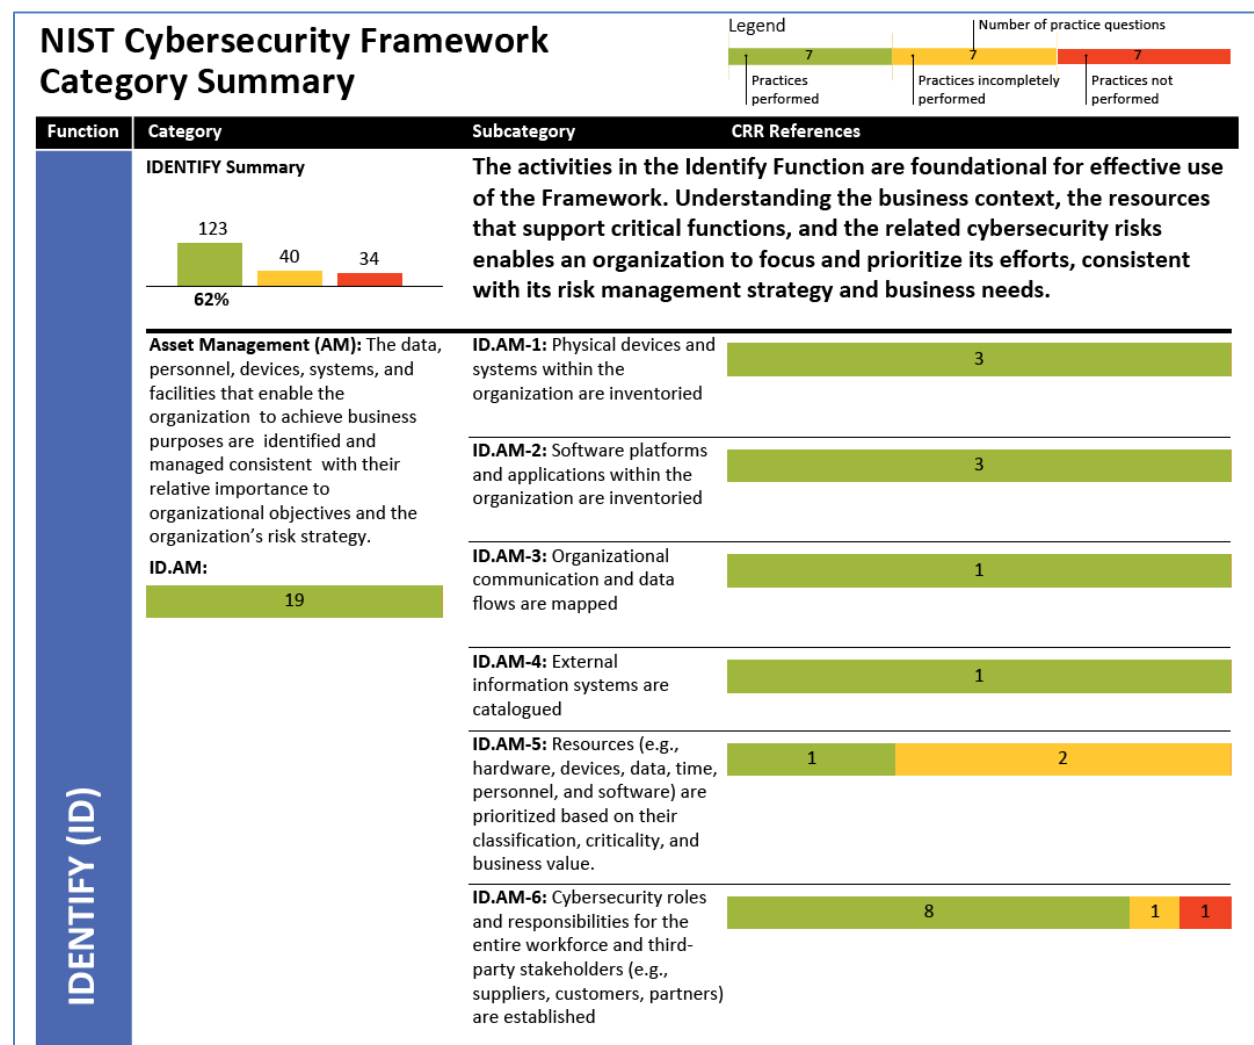 NIST Cybersecurity Framework
Category Summary
Legend
Number of practice questions
7
7
7
Practices
performed
Practices incompletely
performed
Practices not
performed
Function
Category
Subcategory
CRR References
IDENTIFY (ID)
IDENTIFY Summary
123
40
34
62%
The activities in the Identify Function are foundational for effective use
of the Framework. Understanding the business context, the resources
that support critical functions, and the related cybersecurity risks
enables an organization to focus and prioritize its efforts, consistent
with its risk management strategy and business needs.
Asset Management (AM): The data,
personnel, devices, systems, and
facilities that enable the
organization to achieve business
purposes are identified and
managed consistent with their
relative importance to
organizational objectives and the
organization's risk strategy.
ID.AM:
19
ID.AM-1: Physical devices and
systems within the
organization are inventoried
3
ID.AM-2: Software platforms
and applications within the
organization are inventoried
3
ID.AM-3: Organizational
communication and data
flows are mapped
1
ID.AM-4: External
information systems are
catalogued
1
ID.AM-5: Resources (e.g.,
hardware, devices, data, time,
personnel, and software) are
prioritized based on their
classification, criticality, and
business value.
1
2
ID.AM-6: Cybersecurity roles
and responsibilities for the
entire workforce and third-
party stakeholders (e.g.,
suppliers, customers, partners)
are established
8
1
1